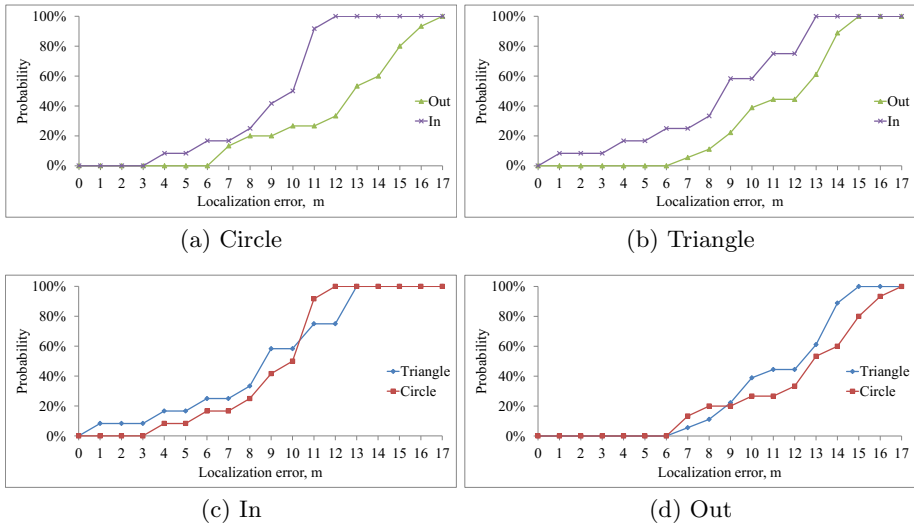 100%
80%
60%
40%
20%
0%
Probability
Out
In
0 1 2 3 4 5 6 7 8 9 10 11 12 13 14 15 16 17
Localization error, m
(a) Circle
100%
80%
60%
40%
20%
0%
Probability
Out
In
0 1 2 3 4 5 6 7 8 9 10 11 12 13 14 15 16 17
Localization error, m
(b) Triangle
100%
80%
60%
40%
20%
0%
Probability
Triangle
Circle
0 1 2 3 4 5 6 7 8 9 10 11 12 13 14 15 16 17
Localization error, m
(c) In
100%
80%
60%
40%
20%
0%
Probability
Triangle
Circle
0 1 2 3 4 5 6 7 8 9 10 11 12 13 14 15 16 17
Localization error, m
(d) Out